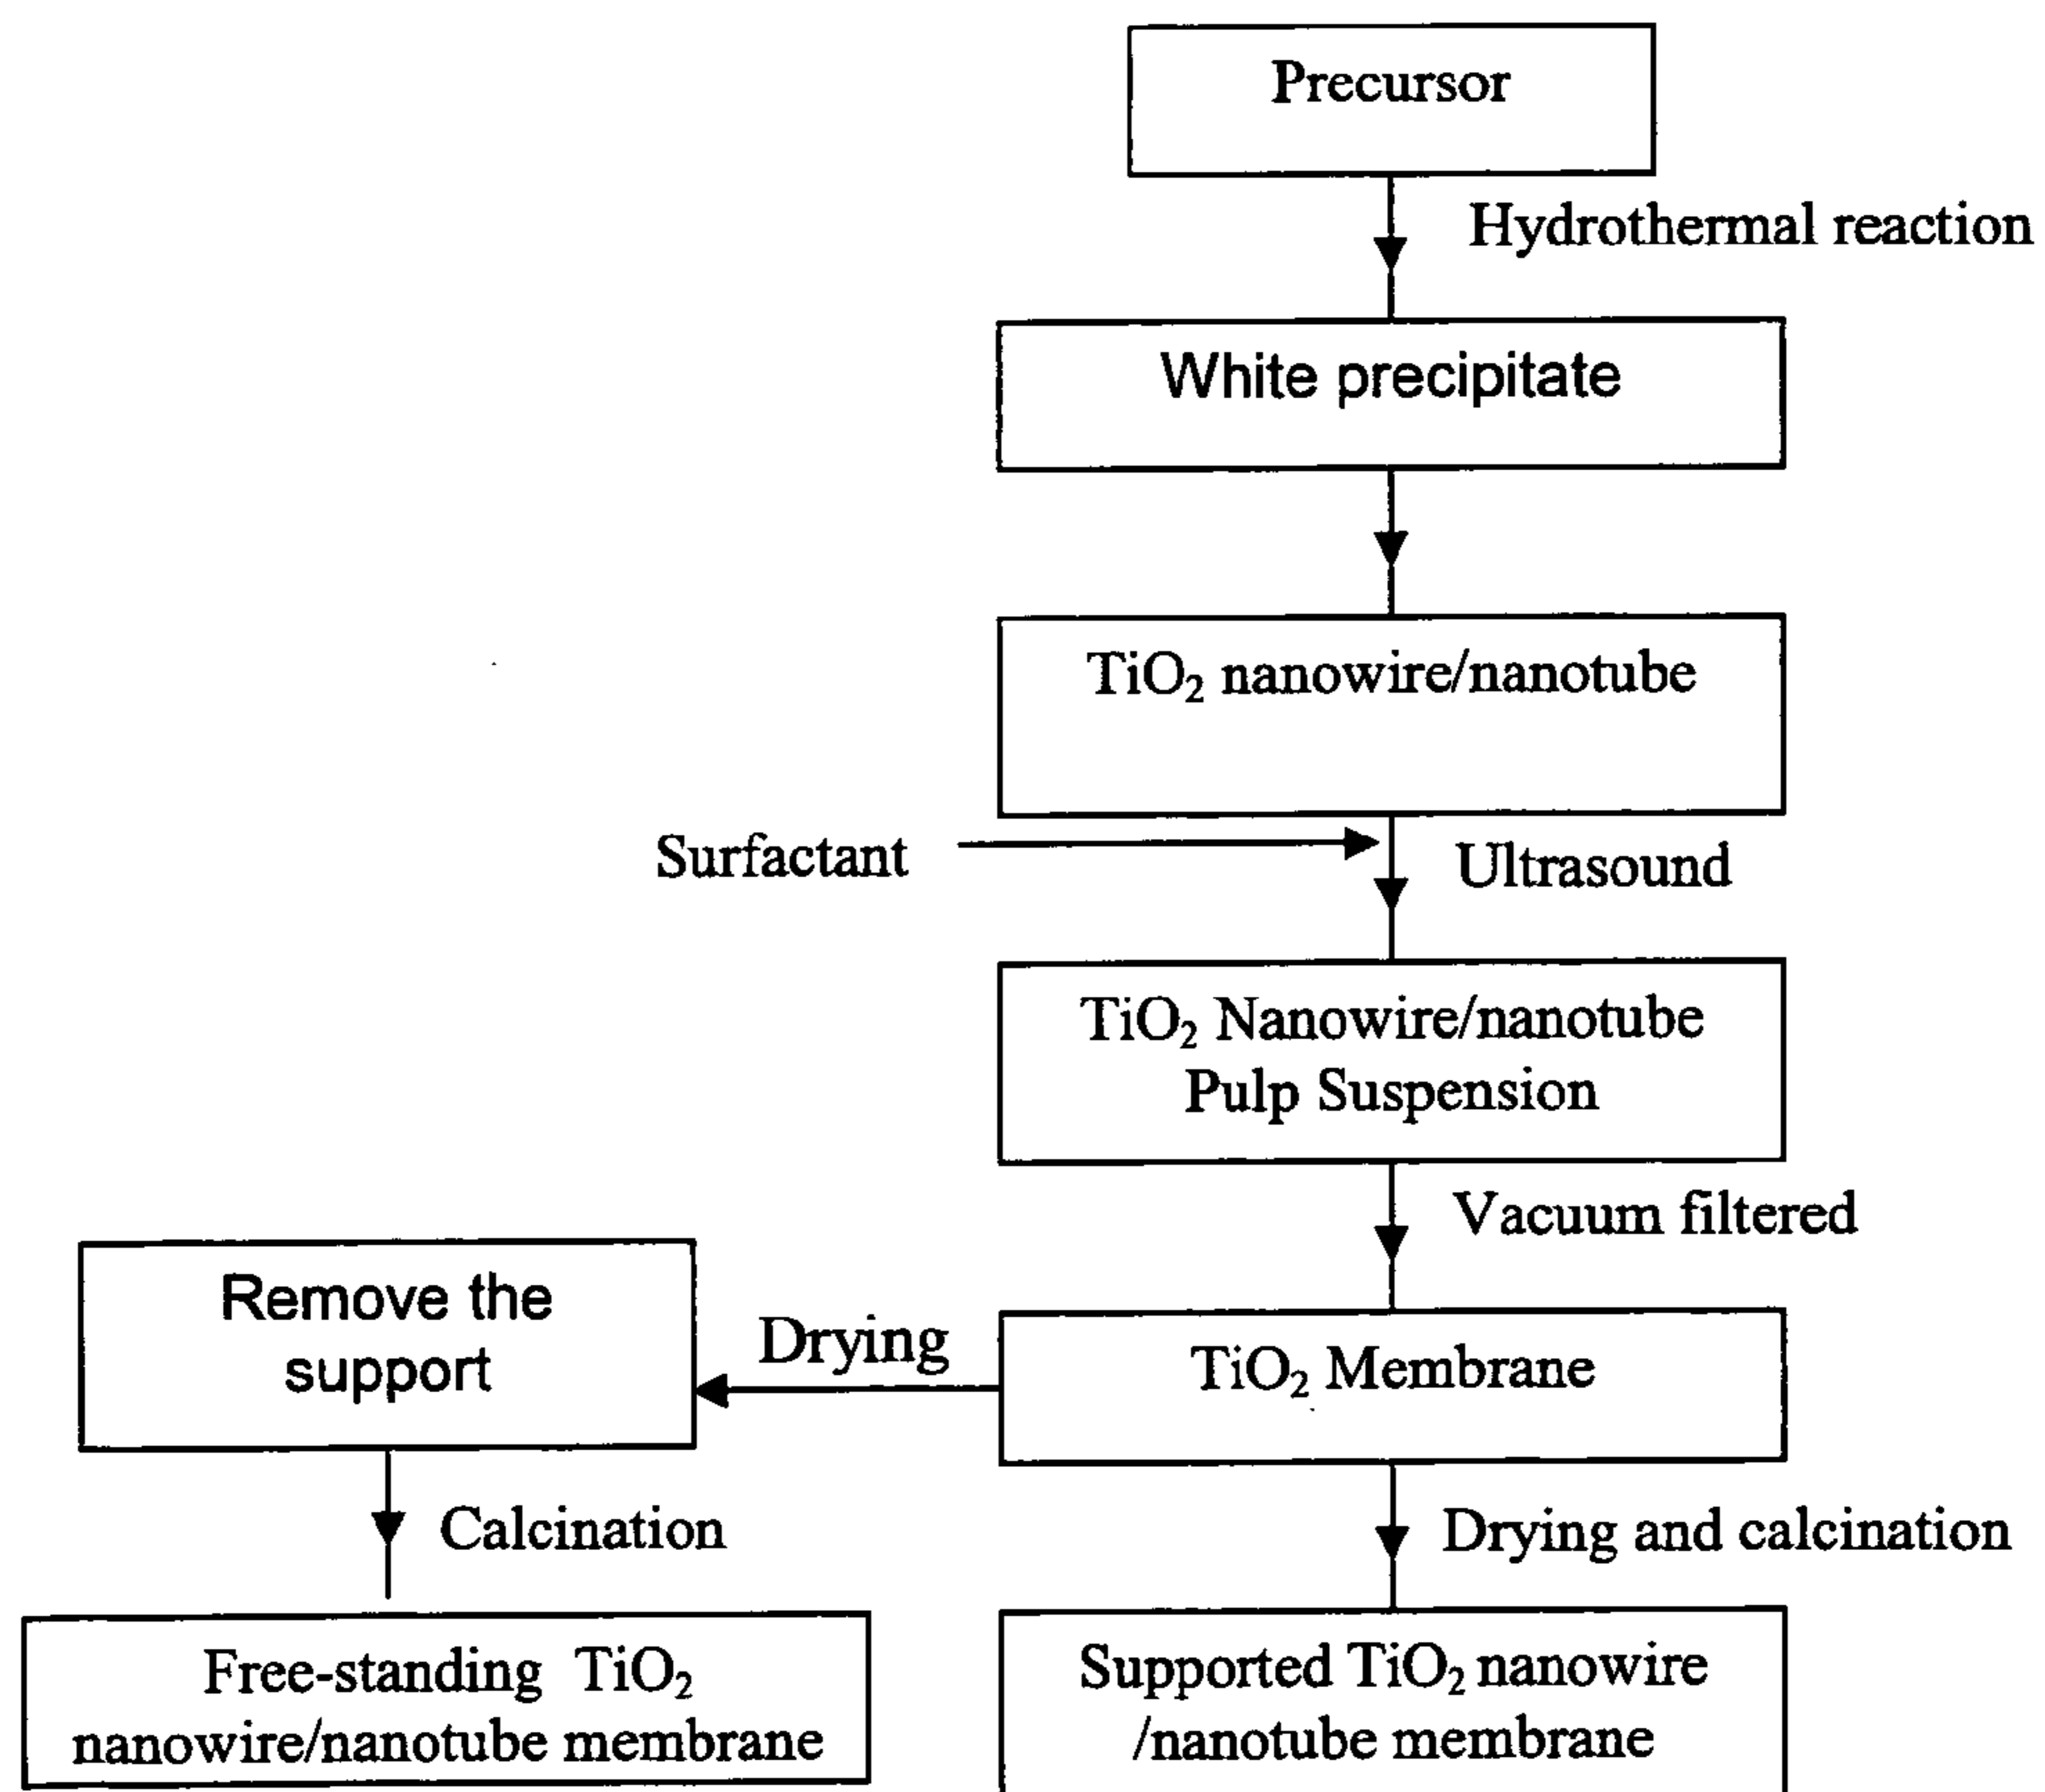 Precursor
Hydrothermal reaction
White precipitate
TiO₂ nanowire/nanotube
Surfactant
Ultrasound
TiO₂ Nanowire/nanotube
Pulp Suspension
Vacuum filtered
Remove the
support
Drying
TiO₂ Membrane
Calcination
Drying and calcination
Free-standing TiO₂
nanowire/nanotube membrane
Supported TiO₂ nanowire
/nanotube membrane